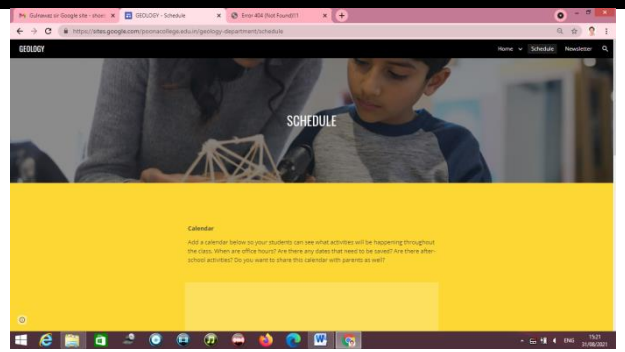 Gulnawaz or Google site - shion
GEOLOGY - Schedule
Error 404 (Not Found)!!1
https://sites.google.com/poonacollege.edu.in/geology-department/schedule
GEOLOGY
Home
Schedule
Newsletter
SCHEDULE
Calendar
Add a calendar below so your students can see what activities will be happening throughout
the class. When are office hours? Are there any dates that need to be saved? Are there after-
school activities? Do you want to share this calendar with parents as well?
ENG
15:21
31/08/2021